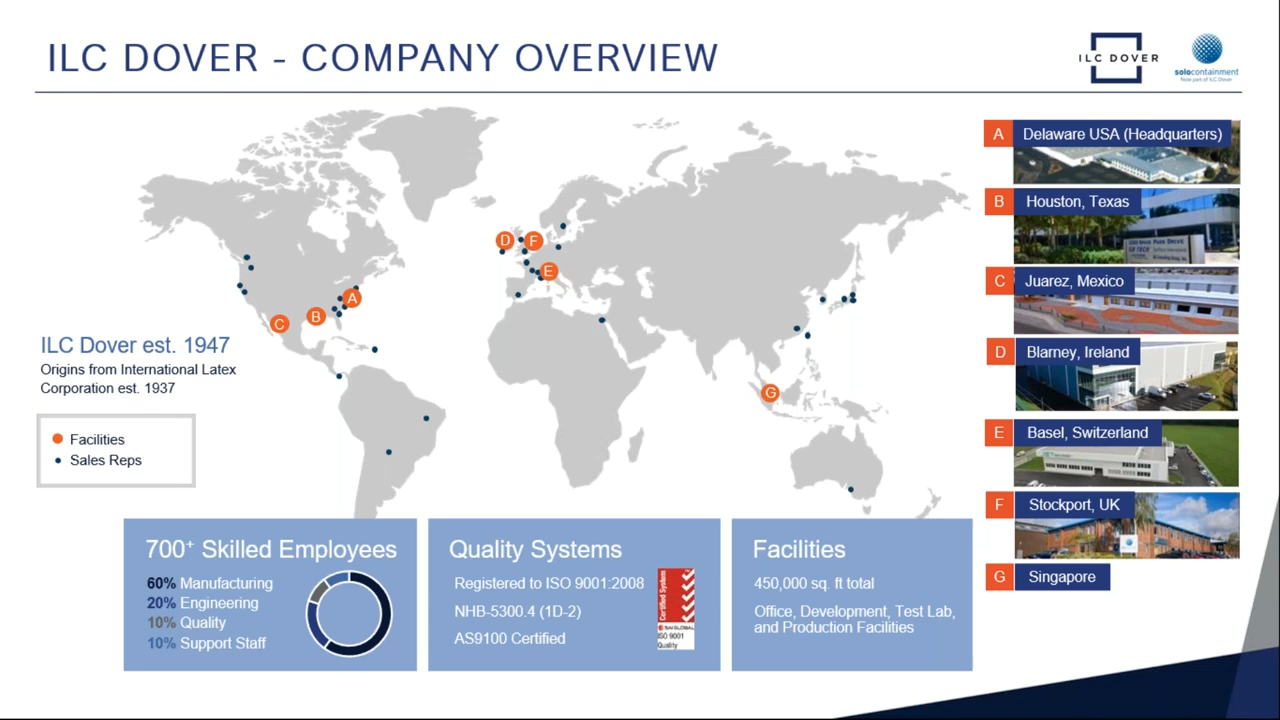 ILC DOVER - COMPANY OVERVIEW
ILC DOVER
solocontainment
Now part of ILC Dover
A Delaware USA (Headquarters)
B Houston, Texas
C Juarez, Mexico
D Blarney, Ireland
E Basel, Switzerland
F Stockport, UK
G Singapore
D
F
E
A
B
C
G
ILC Dover est. 1947
Origins from International Latex
Corporation est. 1937
Facilities
Sales Reps
700+ Skilled Employees
60% Manufacturing
20% Engineering
10% Quality
10% Support Staff
Quality Systems
Registered to ISO 9001:2008
NHB-5300.4 (1D-2)
AS9100 Certified
Certified System
SAI GLOBAL
ISO 9001
Quality
Facilities
450,000 sq. ft total
Office, Development, Test Lab,
and Production Facilities